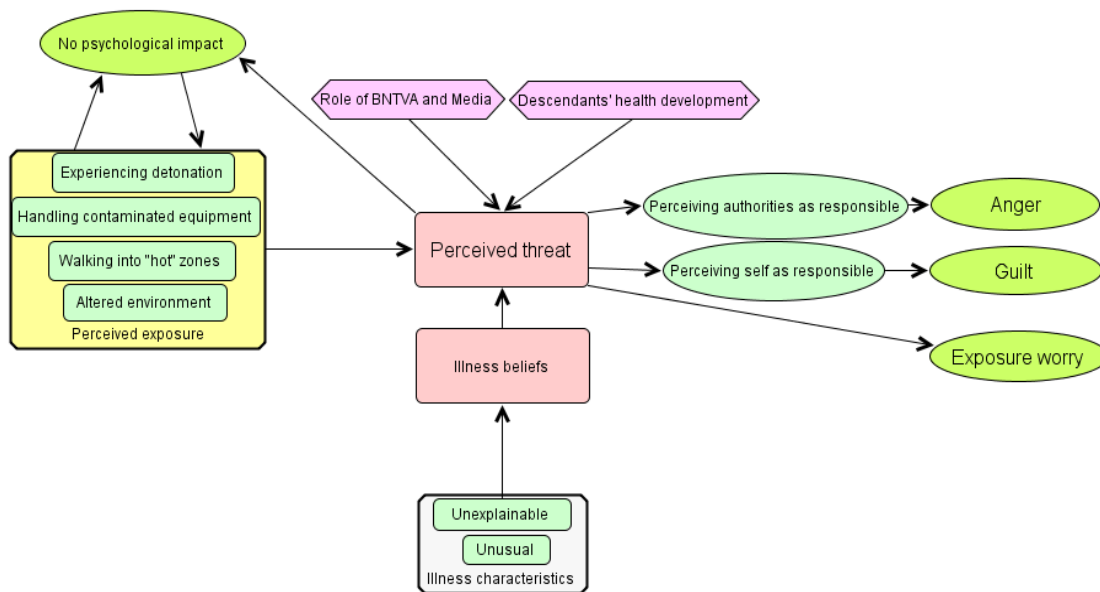 No psychological impact
Role of BNTVA and Media
Descendants' health development
Experiencing detonation
Handling contaminated equipment
Walking into "hot" zones
Altered environment
Perceived exposure
Perceived threat
Perceiving authorities as responsible
Anger
Perceiving self as responsible
Guilt
Exposure worry
Illness beliefs
Unexplainable
Unusual
Illness characteristics